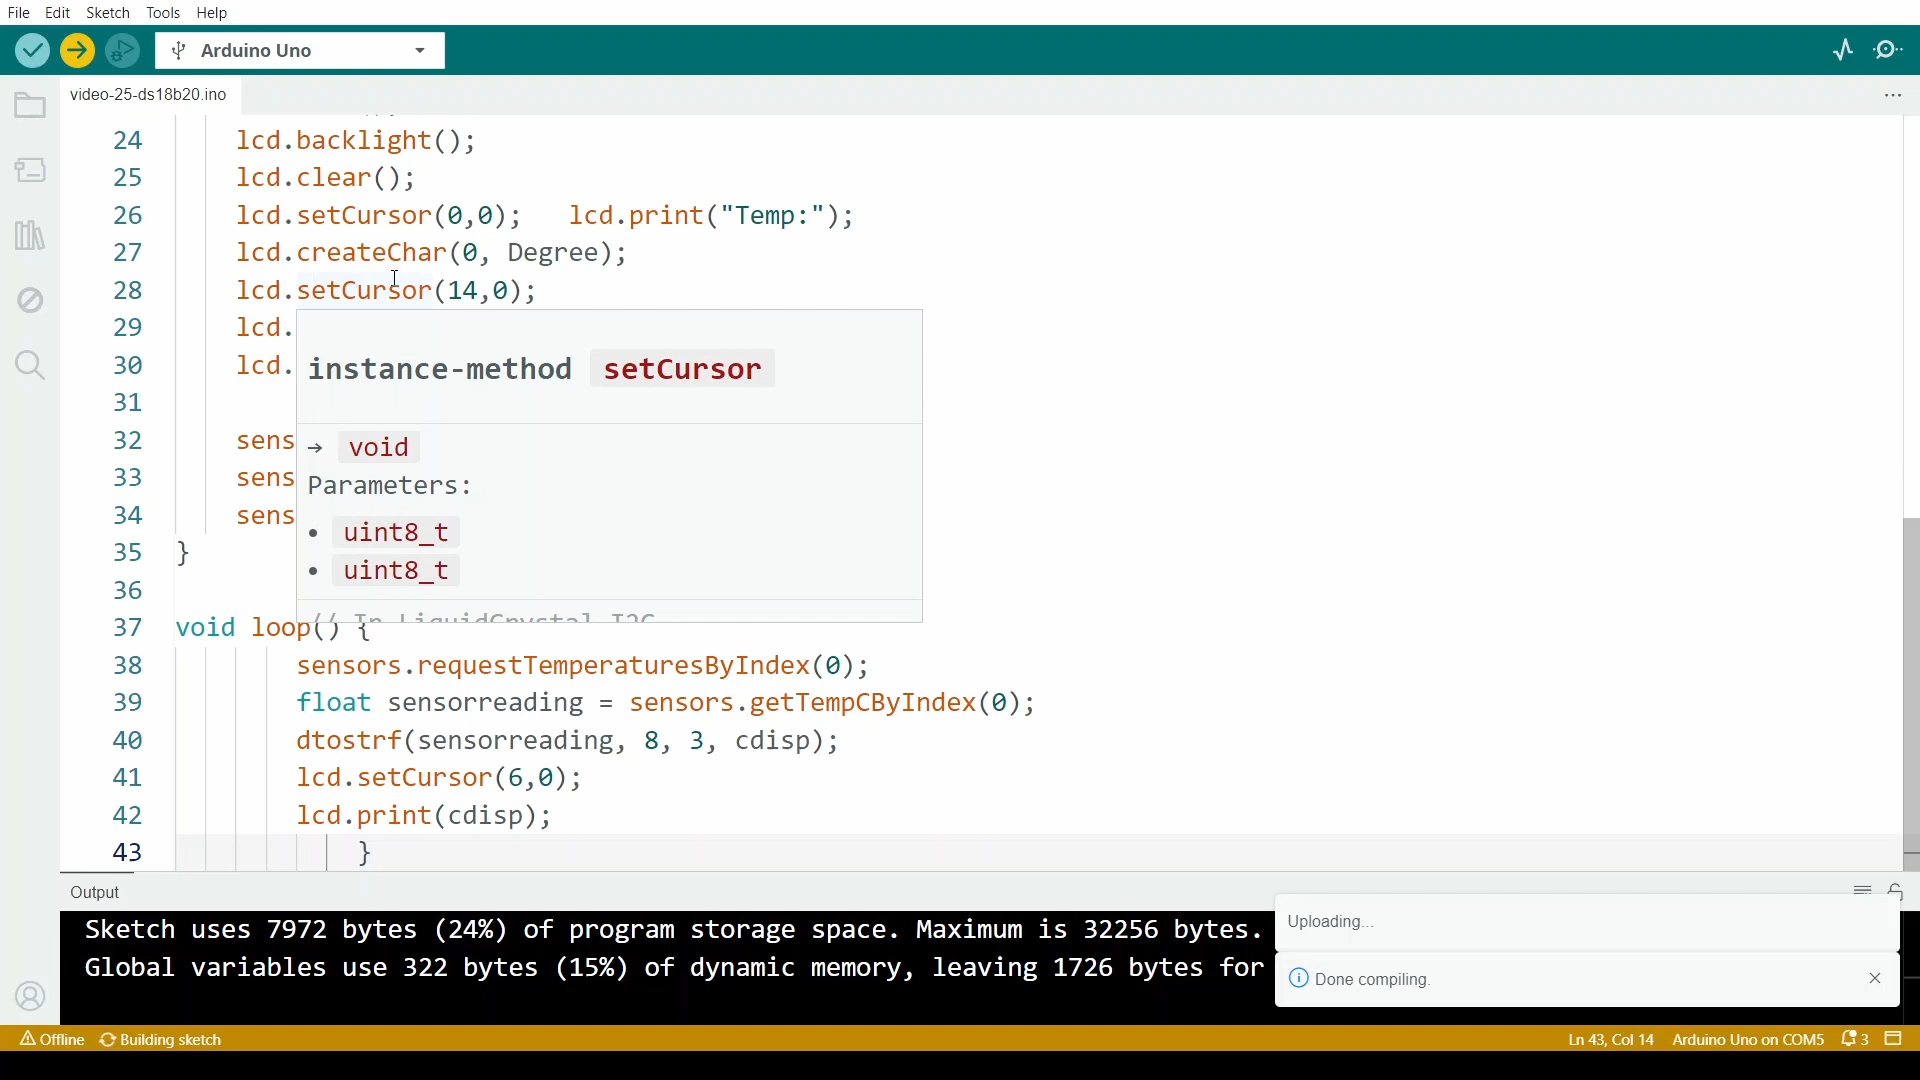 File Edit Sketch Tools Help
Arduino Uno
video-25-ds18b20.ino
24 lcd.backlight();
25 lcd.clear();
26 lcd.setCursor(0,0); lcd.print("Temp:");
27 lcd.createChar(0, Degree);
28 lcd.setCursor(14,0);
29 lcd.
30 lcd.
instance-method setCursor
31
32 sens
→ void
33 sens
Parameters:
34 sens
• uint8_t
35 }
• uint8_t
36
// In LiquidCrystal I2C
37 void loop() {
38 sensors.requestTemperaturesByIndex(0);
39 float sensorreading = sensors.getTempCByIndex(0);
40 dtostrf(sensorreading, 8, 3, cdisp);
41 lcd.setCursor(6,0);
42 lcd.print(cdisp);
43 }
Output
Sketch uses 7972 bytes (24%) of program storage space. Maximum is 32256 bytes.
Global variables use 322 bytes (15%) of dynamic memory, leaving 1726 bytes for
Uploading...
Done compiling.
Offline Building sketch Ln 43, Col 14 Arduino Uno on COM5 3